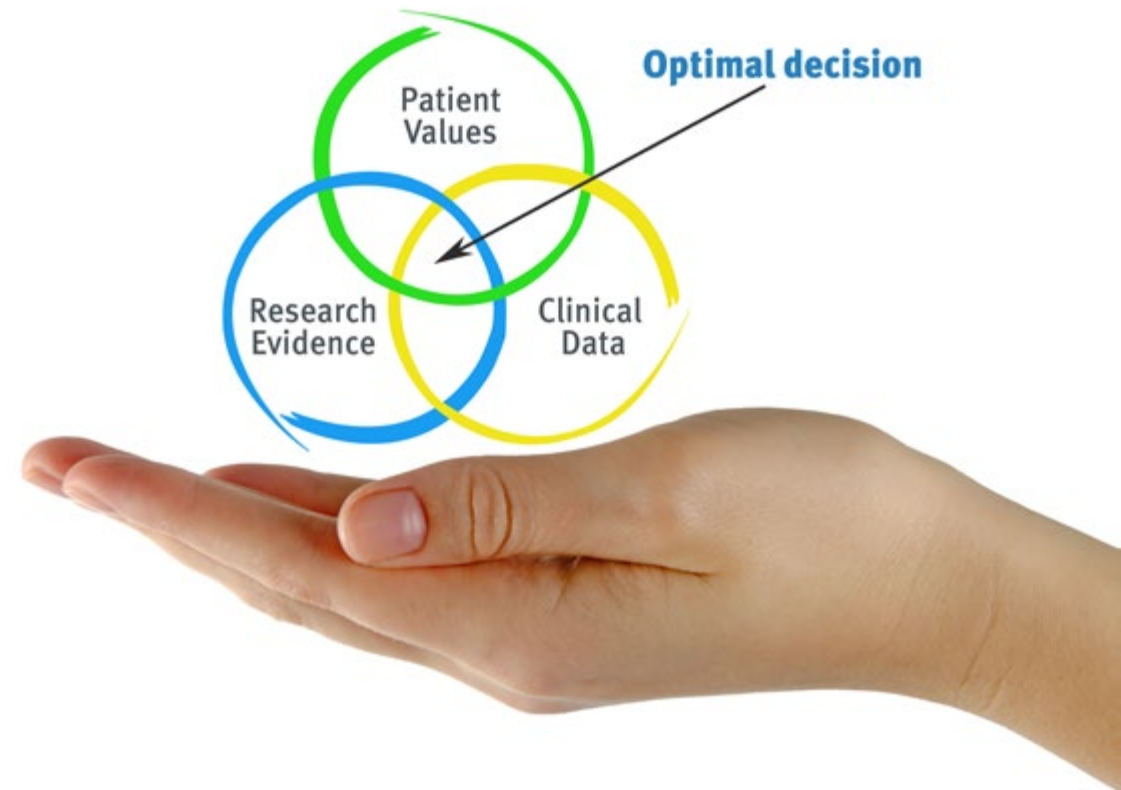 Optimal decision
Patient
Values
Research
Evidence
Clinical
Data